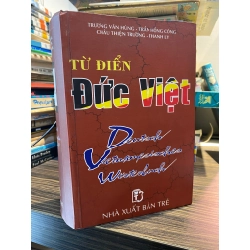 TRƯƠNG VĂN HÙNG - TRẦN HỒNG CÔNG
CHÂU THIỆN TRƯỜNG - THANH LY
TỪ ĐIỂN
Đức Việt
Deutsch
Vietnamesisches
Wörterbuch
NHÀ XUẤT BẢN TRẺ